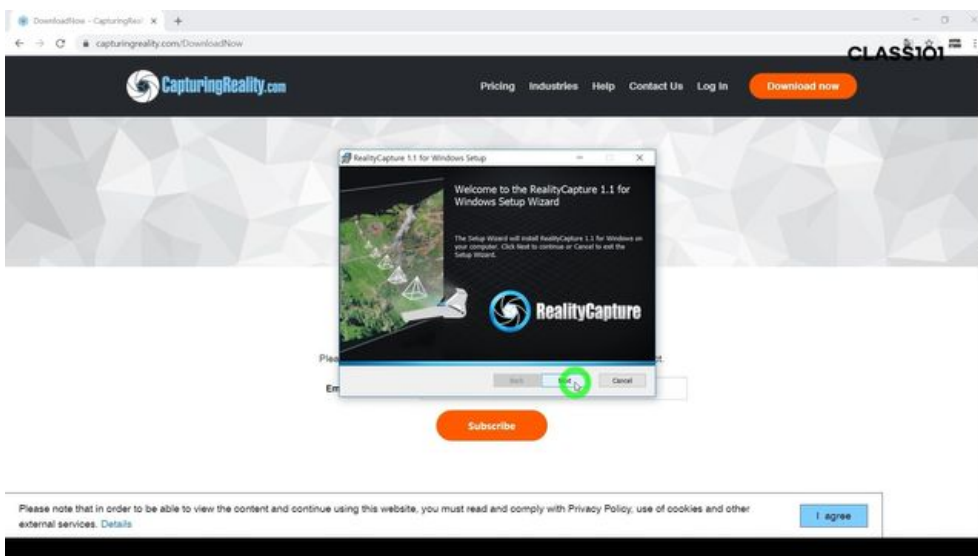 DownloadNow - CapturingReal
capturingreality.com/DownloadNow
CLASS101
CapturingReality.com
Pricing Industries Help Contact Us Log In Download now
RealityCapture 1.1 for Windows Setup
Welcome to the RealityCapture 1.1 for
Windows Setup Wizard
The Setup Wizard will install RealityCapture 1.1 for Windows on
your computer. Click Next to continue or Cancel to exit the
Setup Wizard.
RealityCapture
Plea
ct.
Em
Back Next Cancel
Subscribe
Please note that in order to be able to view the content and continue using this website, you must read and comply with Privacy Policy, use of cookies and other
external services. Details
I agree